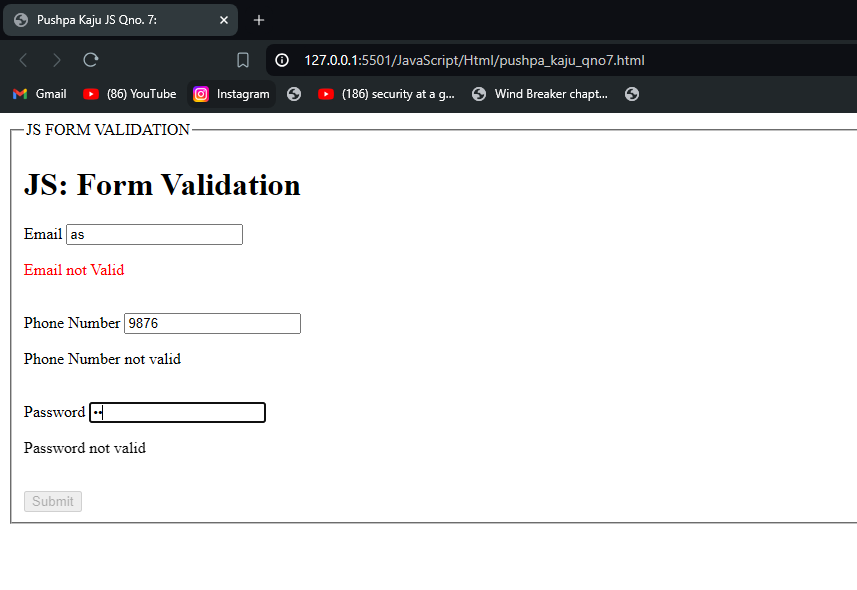 Pushpa Kaju JS Qno. 7:
127.0.0.1:5501/JavaScript/Html/pushpa_kaju_qno7.html
Gmail (86) YouTube Instagram (186) security at a g... Wind Breaker chapt...
JS FORM VALIDATION
JS: Form Validation
Email as
Email not Valid
Phone Number 9876
Phone Number not valid
Password ••
Password not valid
Submit